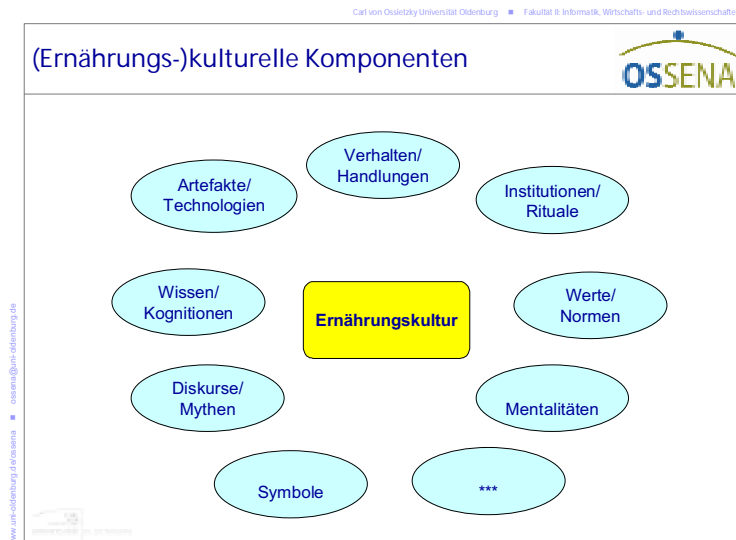 Carl von Ossietzky Universität Oldenburg ■ Fakultät II: Informatik, Wirtschafts- und Rechtswissenschafte
(Ernährungs-)kulturelle Komponenten
OSSENA
Verhalten/
Handlungen
Artefakte/
Technologien
Institutionen/
Rituale
Wissen/
Kognitionen
Ernährungskultur
Werte/
Normen
Diskurse/
Mythen
Mentalitäten
Symbole
***
www.uni-oldenburg.de/ossena ■ ossena@uni-oldenburg.de